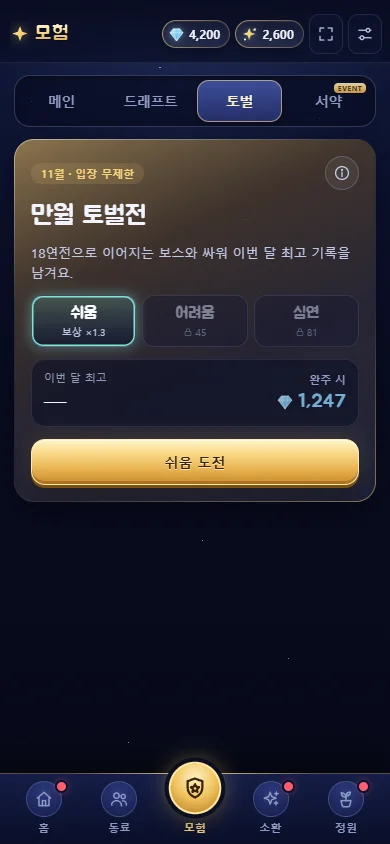 모험
4,200
2,600
메인
드래프트
토벌
서약
EVENT
11월 · 입장 무제한
만월 토벌전
18연전으로 이어지는 보스와 싸워 이번 달 최고 기록을
남겨요.
쉬움
보상 ×1.3
어려움
45
심연
81
이번 달 최고
—
완주 시
1,247
쉬움 도전
홈
동료
모험
소환
정원